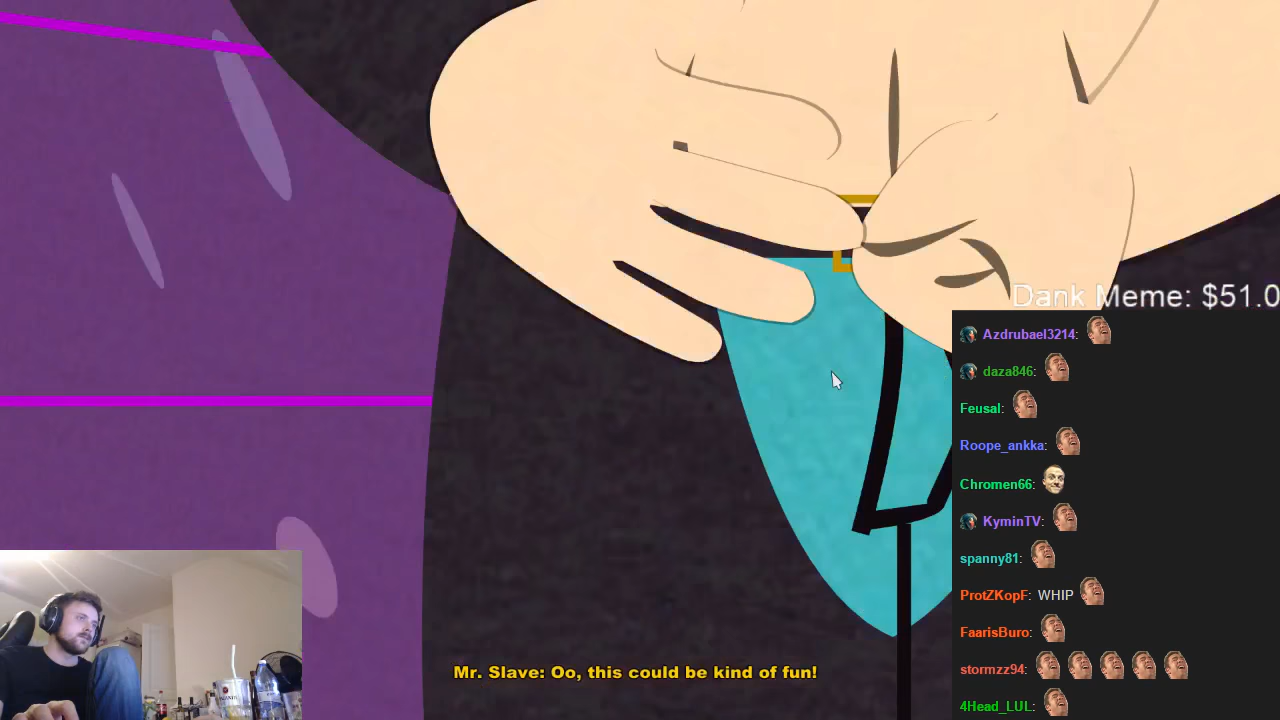 Dank Meme: $51.0
Azdrubael3214:
daza846:
Feusal:
Roope_ankka:
Chromen66:
KyminTV:
spanny81:
ProtZKopF: WHIP
FaarisBuro:
stormzz94:
4Head_LUL:
Mr. Slave: Oo, this could be kind of fun!